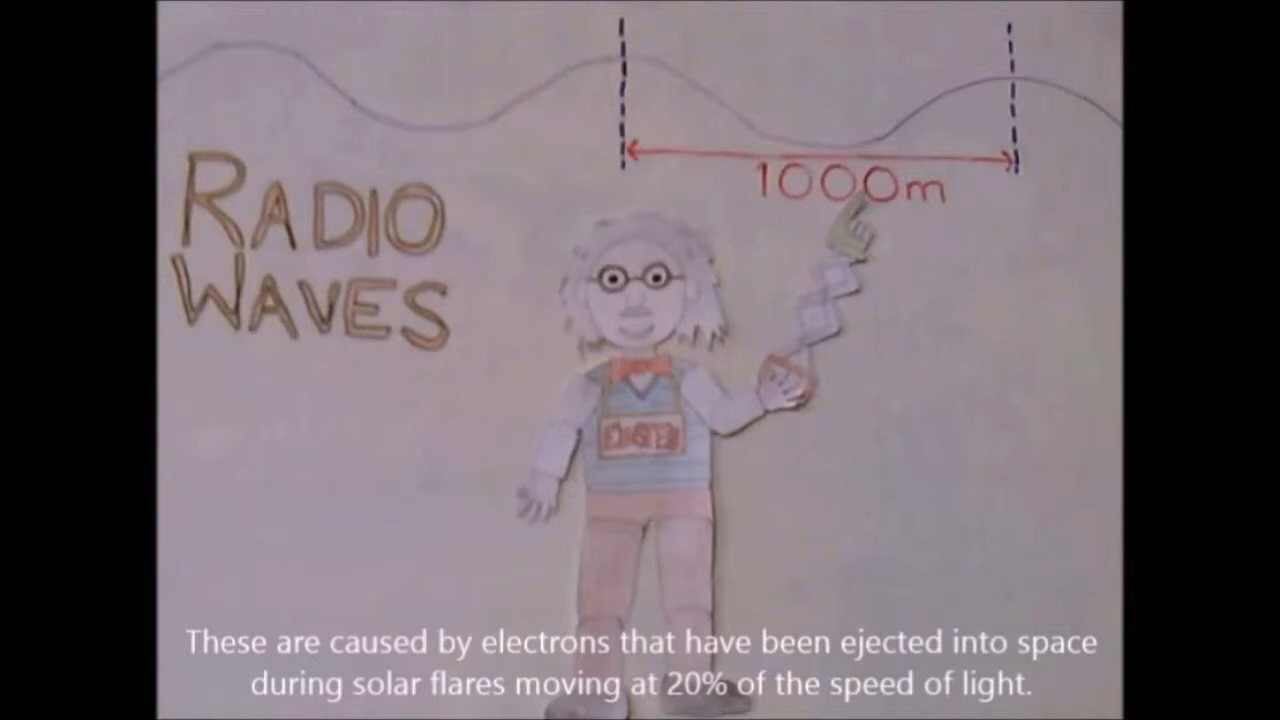 1000m
RADIO
WAVES
These are caused by electrons that have been ejected into space
during solar flares moving at 20% of the speed of light.